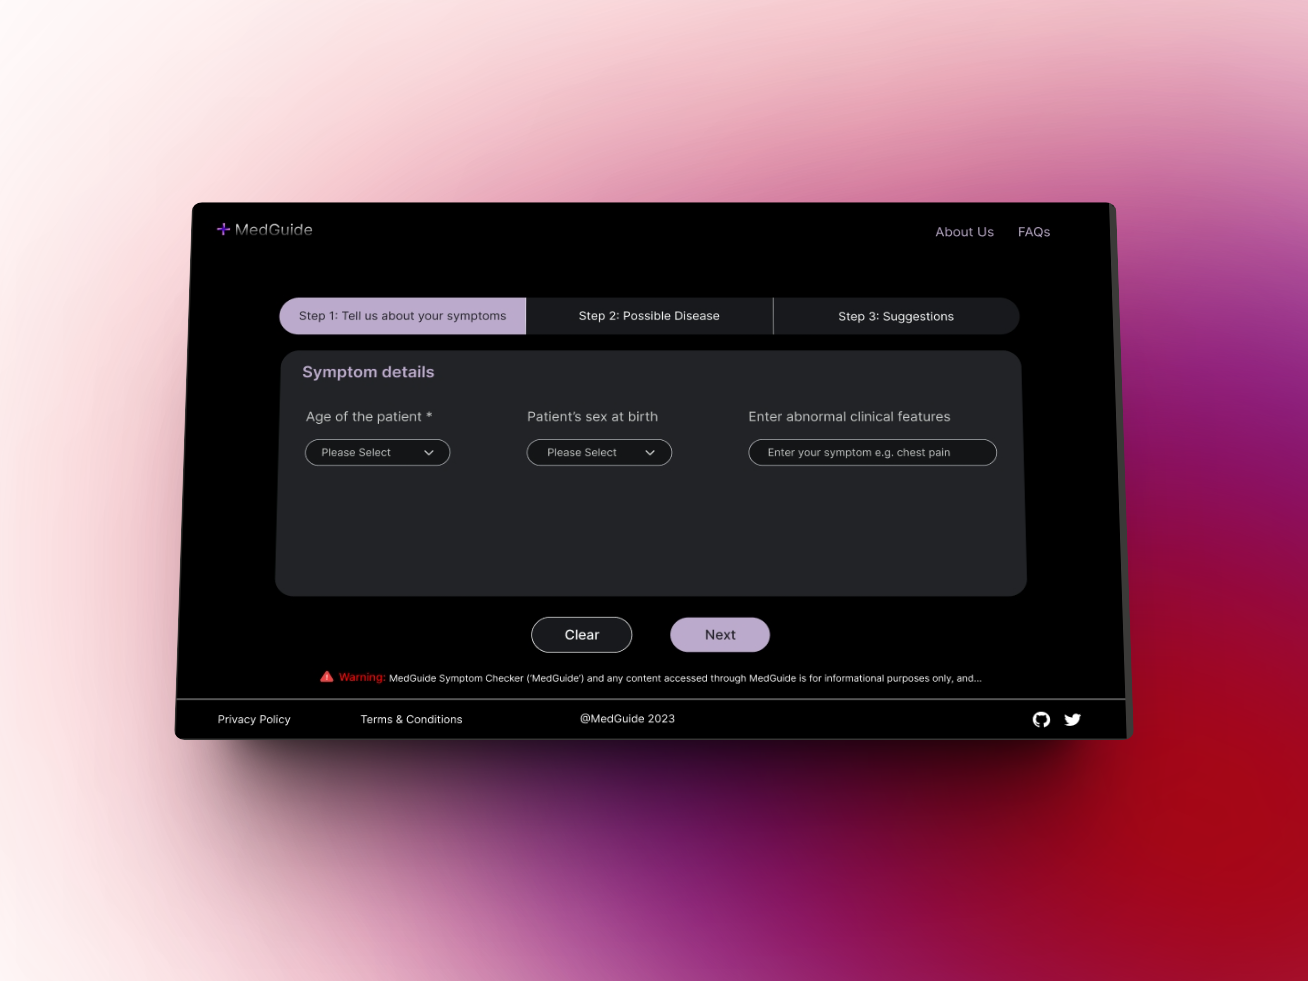 MedGuide
About Us
FAQs
Step 1: Tell us about your symptoms
Step 2: Possible Disease
Step 3: Suggestions
Symptom details
Age of the patient *
Patient's sex at birth
Enter abnormal clinical features
Please Select
Please Select
Enter your symptom e.g. chest pain
Clear
Next
Warning: MedGuide Symptom Checker ('MedGuide') and any content accessed through MedGuide is for informational purposes only, and...
Privacy Policy
Terms & Conditions
@MedGuide 2023